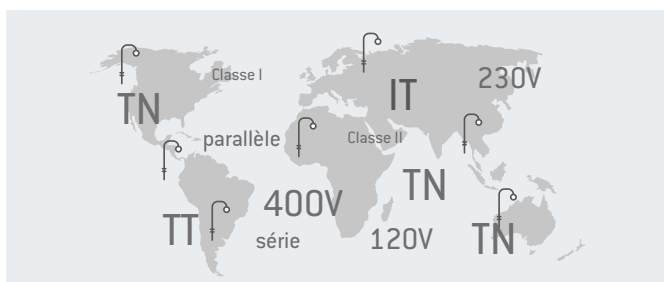 Classe I
230V
IT
TN
parallèle
Classe II
TN
400V
TT
série
120V
TN